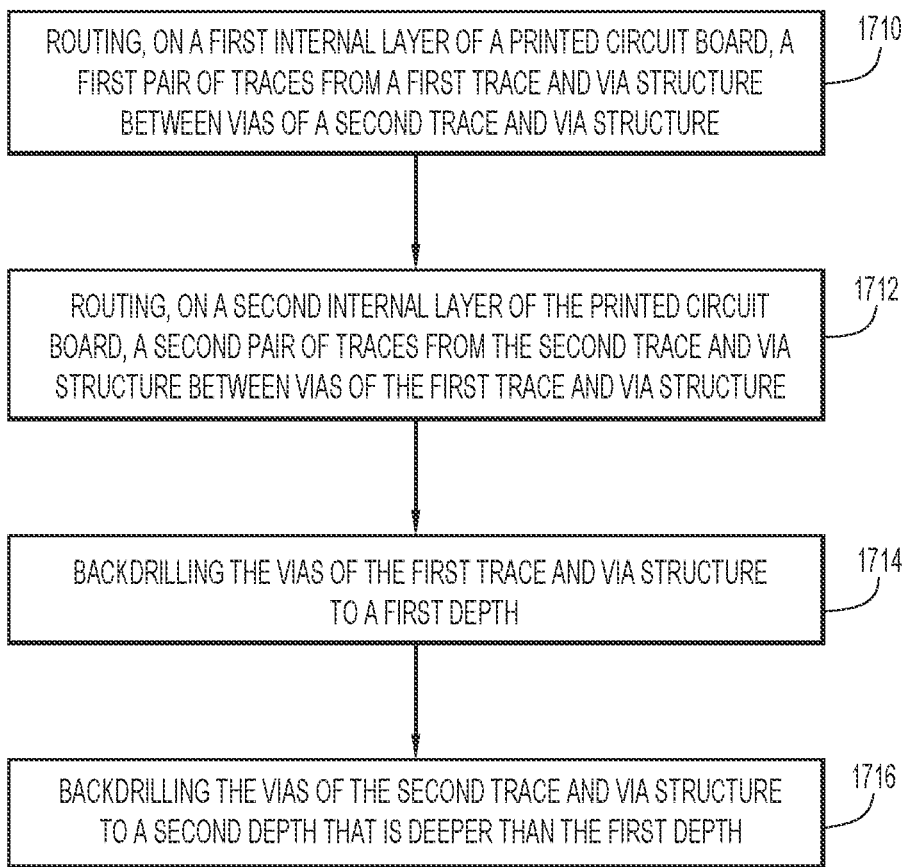 ROUTING, ON A FIRST INTERNAL LAYER OF A PRINTED CIRCUIT BOARD, A
FIRST PAIR OF TRACES FROM A FIRST TRACE AND VIA STRUCTURE
BETWEEN VIAS OF A SECOND TRACE AND VIA STRUCTURE
1710
ROUTING, ON A SECOND INTERNAL LAYER OF THE PRINTED CIRCUIT
BOARD, A SECOND PAIR OF TRACES FROM THE SECOND TRACE AND VIA
STRUCTURE BETWEEN VIAS OF THE FIRST TRACE AND VIA STRUCTURE
1712
BACKDRILLING THE VIAS OF THE FIRST TRACE AND VIA STRUCTURE
TO A FIRST DEPTH
1714
BACKDRILLING THE VIAS OF THE SECOND TRACE AND VIA STRUCTURE
TO A SECOND DEPTH THAT IS DEEPER THAN THE FIRST DEPTH
1716